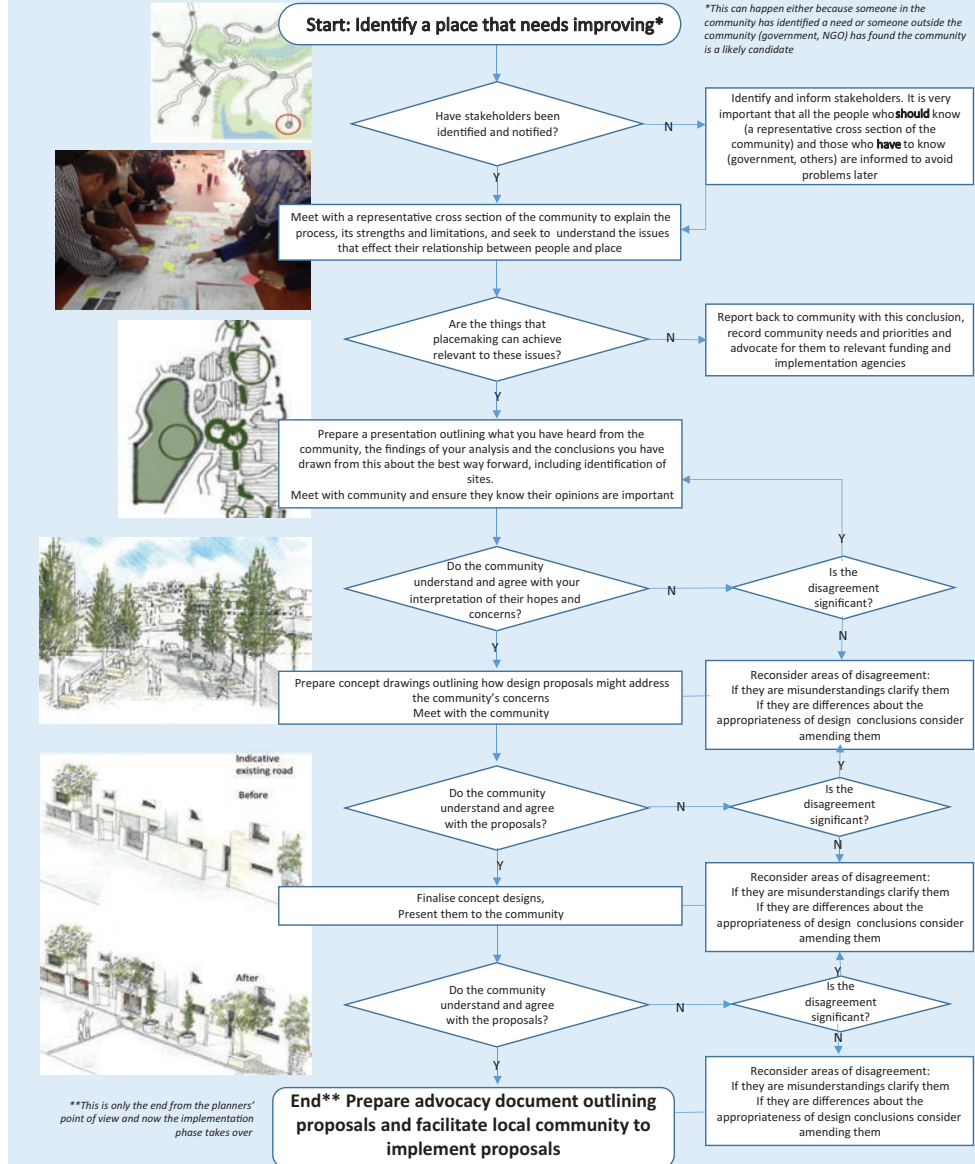 Start: Identify a place that needs improving*
*This can happen either because someone in the
community has identified a need or someone outside the
community (government, NGO) has found the community
is a likely candidate
Have stakeholders been
identified and notified?
N
Identify and inform stakeholders. It is very
important that all the people who should know
(a representative cross section of the
community) and those who have to know
(government, others) are informed to avoid
problems later
Y
Meet with a representative cross section of the community to explain the
process, its strengths and limitations, and seek to understand the issues
that effect their relationship between people and place
Are the things that
placemaking can achieve
relevant to these issues?
N
Report back to community with this conclusion,
record community needs and priorities and
advocate for them to relevant funding and
implementation agencies
Y
Prepare a presentation outlining what you have heard from the
community, the findings of your analysis and the conclusions you have
drawn from this about the best way forward, including identification of
sites.
Meet with community and ensure they know their opinions are important
Y
Do the community
understand and agree with your
interpretation of their hopes and
concerns?
N
Is the
disagreement
significant?
Y
N
Prepare concept drawings outlining how design proposals might address
the community's concerns
Meet with the community
Reconsider areas of disagreement:
If they are misunderstandings clarify them
If they are differences about the
appropriateness of design conclusions consider
amending them
Indicative
existing road
Before
Y
Do the community
understand and agree
with the proposals?
N
Is the
disagreement
significant?
Y
N
Finalise concept designs,
Present them to the community
Reconsider areas of disagreement:
If they are misunderstandings clarify them
If they are differences about the
appropriateness of design conclusions consider
amending them
After
Y
Do the community
understand and agree
with the proposals?
N
Is the
disagreement
significant?
Y
N
End** Prepare advocacy document outlining
proposals and facilitate local community to
implement proposals
Reconsider areas of disagreement:
If they are misunderstandings clarify them
If they are differences about the
appropriateness of design conclusions consider
amending them
**This is only the end from the planners'
point of view and now the implementation
phase takes over